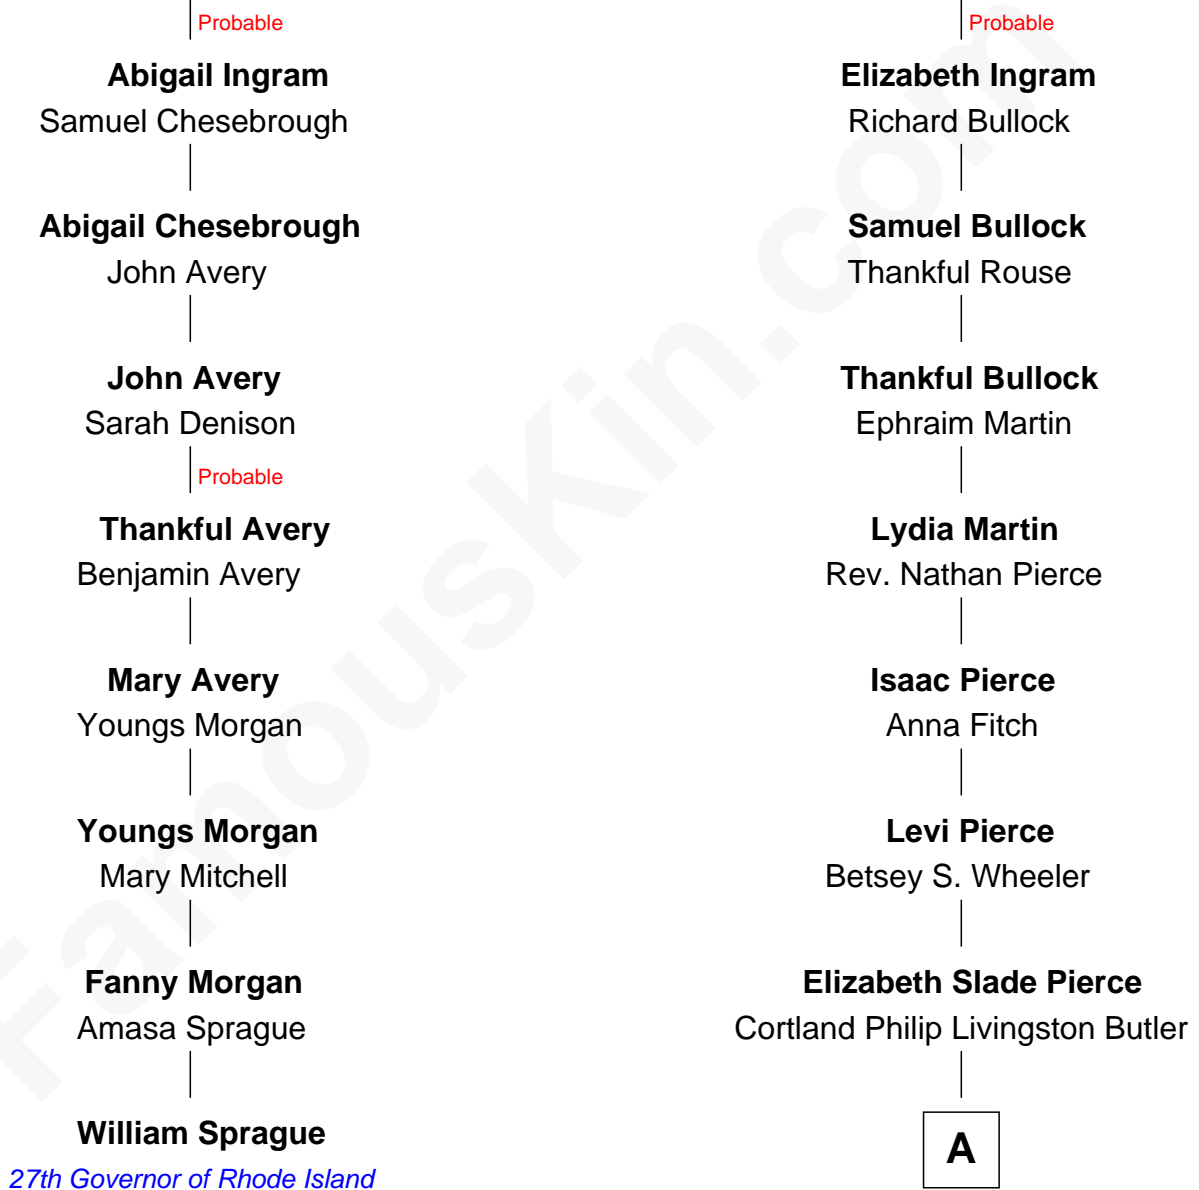 Probable
Abigail Ingram
Samuel Chesebrough
Abigail Chesebrough
John Avery
John Avery
Sarah Denison
Probable
Thankful Avery
Benjamin Avery
Mary Avery
Youngs Morgan
Youngs Morgan
Mary Mitchell
Fanny Morgan
Amasa Sprague
William Sprague
27th Governor of Rhode Island
Probable
Elizabeth Ingram
Richard Bullock
Samuel Bullock
Thankful Rouse
Thankful Bullock
Ephraim Martin
Lydia Martin
Rev. Nathan Pierce
Isaac Pierce
Anna Fitch
Levi Pierce
Betsey S. Wheeler
Elizabeth Slade Pierce
Cortland Philip Livingston Butler
A
FamousKin.com